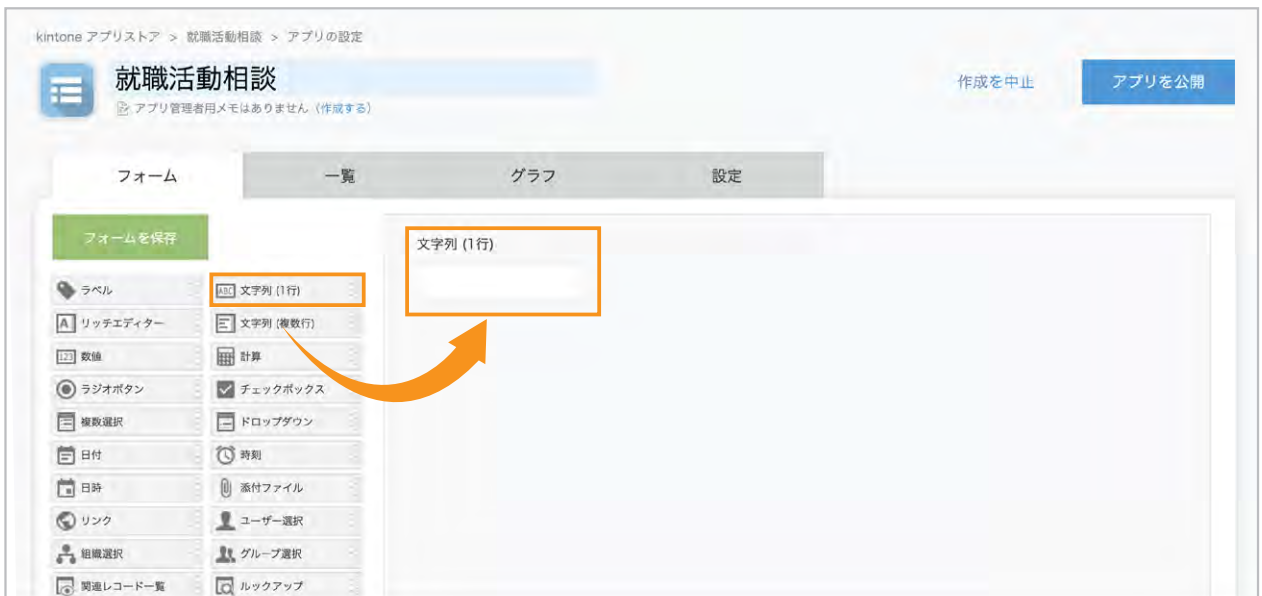 kintone アプリストア > 就職活動相談 > アプリの設定
就職活動相談
アプリ管理者用メモはありません（作成する）
作成を中止
アプリを公開
フォーム 一覧 グラフ 設定
フォームを保存
文字列 (1行)
ラベル ABC 文字列 (1行)
A リッチエディター 文字列 (複数行)
123 数値 計算
ラジオボタン チェックボックス
複数選択 ドロップダウン
日付 時刻
日時 添付ファイル
リンク ユーザー選択
組織選択 グループ選択
関連レコード一覧 ルックアップ